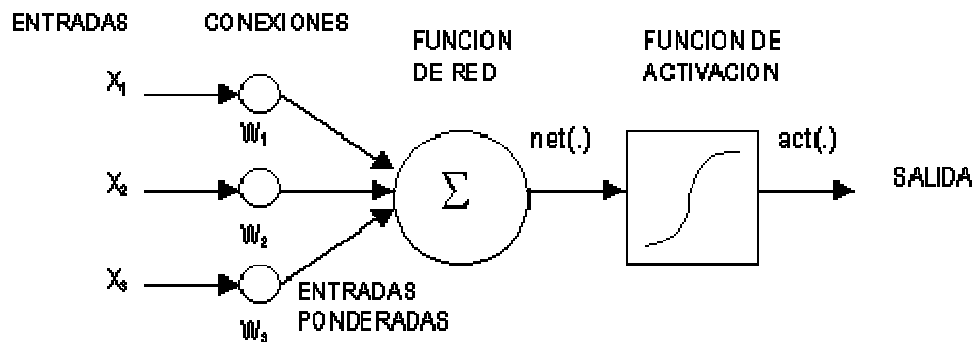 ENTRADAS
CONEXIONES
FUNCION
DE RED
FUNCION DE
ACTIVACION
X1
W1
net(.)
act(.)
X2
Σ
SALIDA
W2
X3
ENTRADAS
PONDERADAS
W3